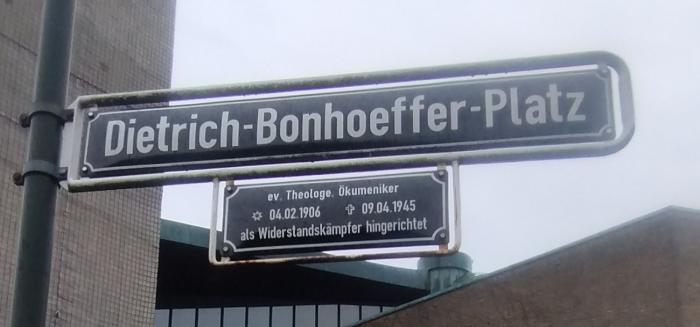 Dietrich-Bonhoeffer-Platz
ev. Theologe, Ökumeniker
✡ 04.02.1906 ✝ 09.04.1945
als Widerstandskämpfer hingerichtet